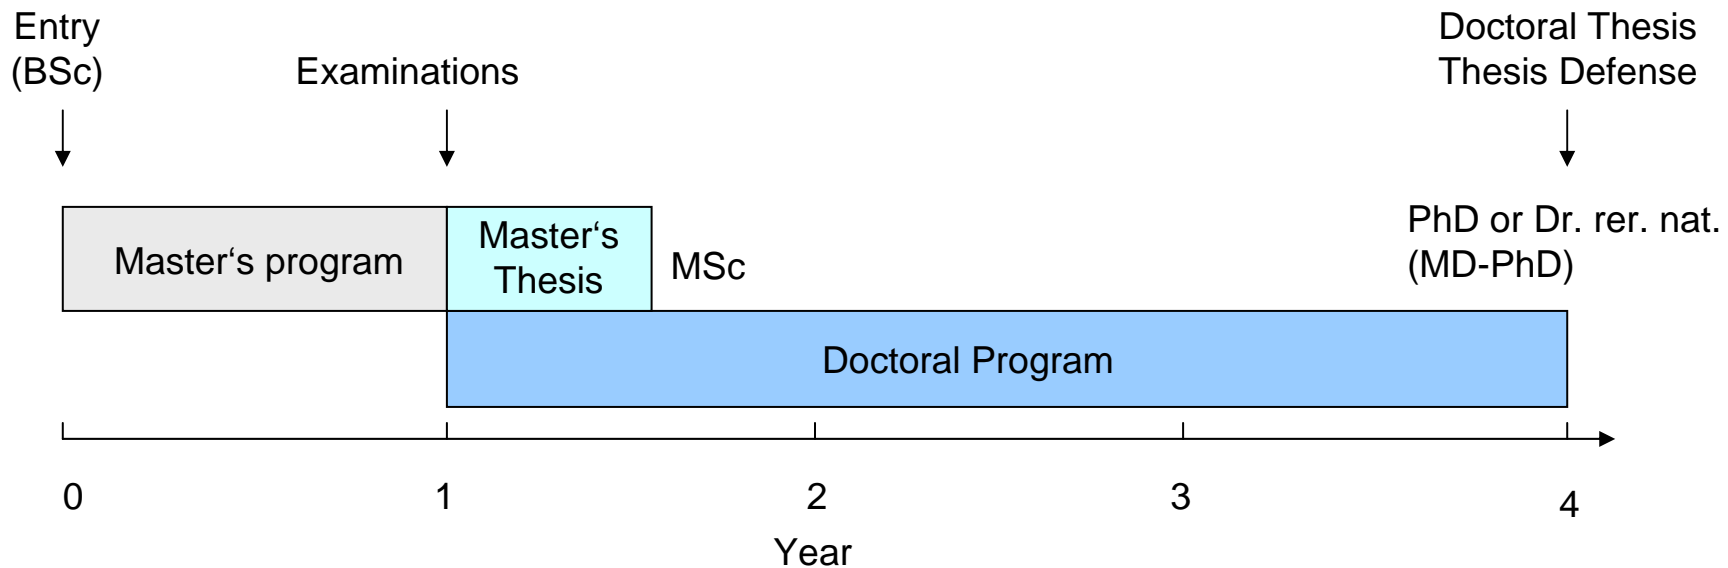 Entry
(BSc)
Examinations
Doctoral Thesis
Thesis Defense
Master‘s program
Master‘s
Thesis
MSc
PhD or Dr. rer. nat.
(MD-PhD)
Doctoral Program
0
1
2
3
4
Year